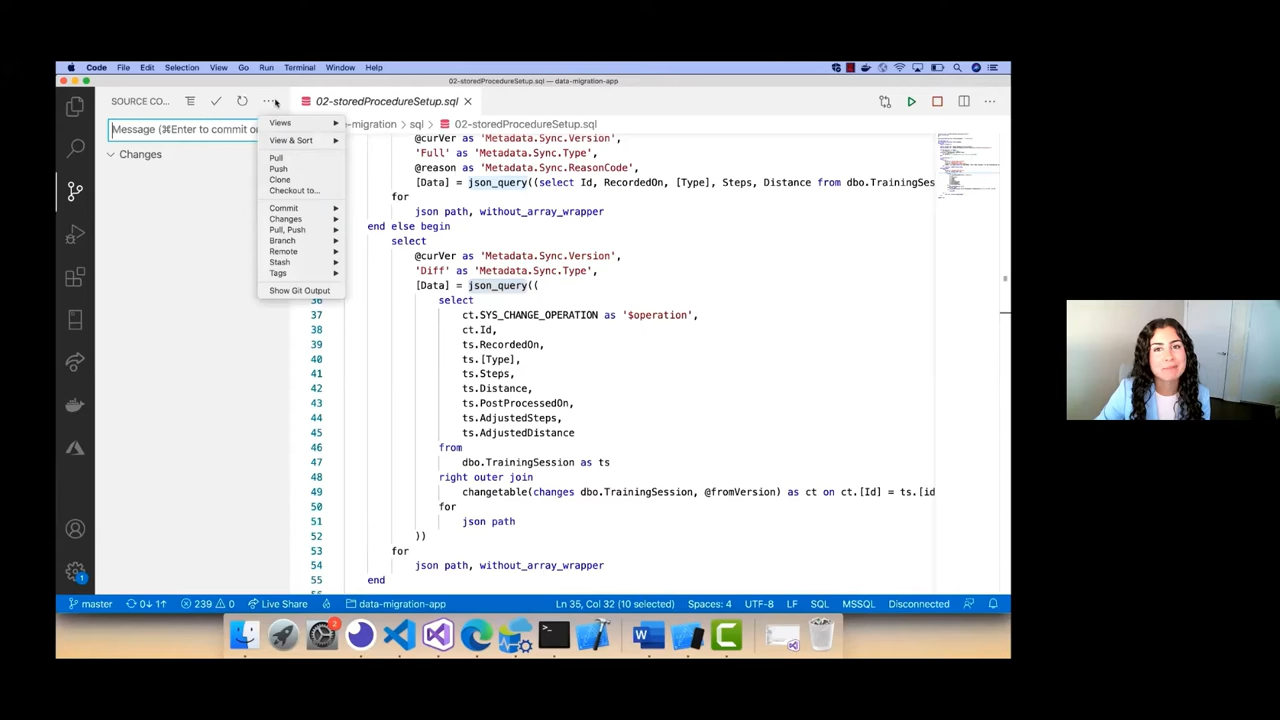 Code File Edit Selection View Go Run Terminal Window Help
02-storedProcedureSetup.sql — data-migration-app
SOURCE CO...
02-storedProcedureSetup.sql
Message (⌘Enter to commit o
-migration > sql > 02-storedProcedureSetup.sql
Changes
Views
View & Sort
Pull
Push
Clone
Checkout to...
Commit
Changes
Pull, Push
Branch
Remote
Stash
Tags
Show Git Output
@curVer as 'Metadata.Sync.Version',
'Full' as 'Metadata.Sync.Type',
@reason as 'Metadata.Sync.ReasonCode',
[Data] = json_query((select Id, RecordedOn, [Type], Steps, Distance from dbo.TrainingSes
for
json path, without_array_wrapper
end else begin
select
@curVer as 'Metadata.Sync.Version',
'Diff' as 'Metadata.Sync.Type',
[Data] = json_query((
36 select
37 ct.SYS_CHANGE_OPERATION as '$operation',
38 ct.Id,
39 ts.RecordedOn,
40 ts.[Type],
41 ts.Steps,
42 ts.Distance,
43 ts.PostProcessedOn,
44 ts.AdjustedSteps,
45 ts.AdjustedDistance
46 from
47 dbo.TrainingSession as ts
48 right outer join
49 changetable(changes dbo.TrainingSession, @fromVersion) as ct on ct.[Id] = ts.[id
50 for
51 json path
52 ))
53 for
54 json path, without_array_wrapper
55 end
1
master 0↓ 1↑ 239 0 Live Share data-migration-app Ln 35, Col 32 (10 selected) Spaces: 4 UTF-8 LF SQL MSSQL Disconnected
2